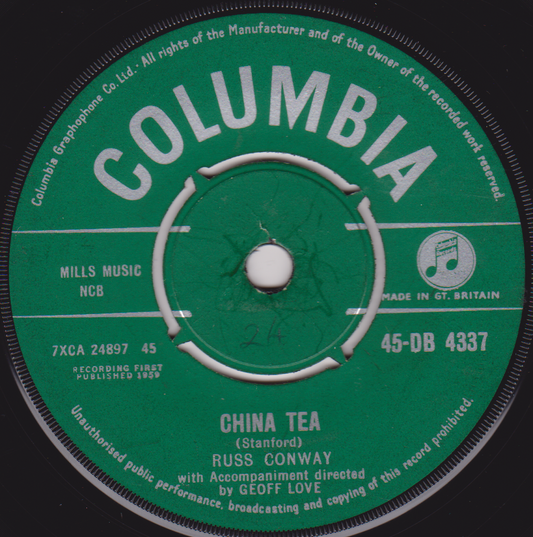 Columbia Graphophone Co. Ltd. · All rights of the Manufacturer and of the Owner of the recorded work reserved.
COLUMBIA
MILLS MUSIC
NCB
MADE IN GT. BRITAIN
7XCA 24897 45
45-DB 4337
RECORDING FIRST
PUBLISHED 1959
24
CHINA TEA
(Stanford)
RUSS CONWAY
with Accompaniment directed
by GEOFF LOVE
Unauthorised public performance, broadcasting and copying of this record prohibited.